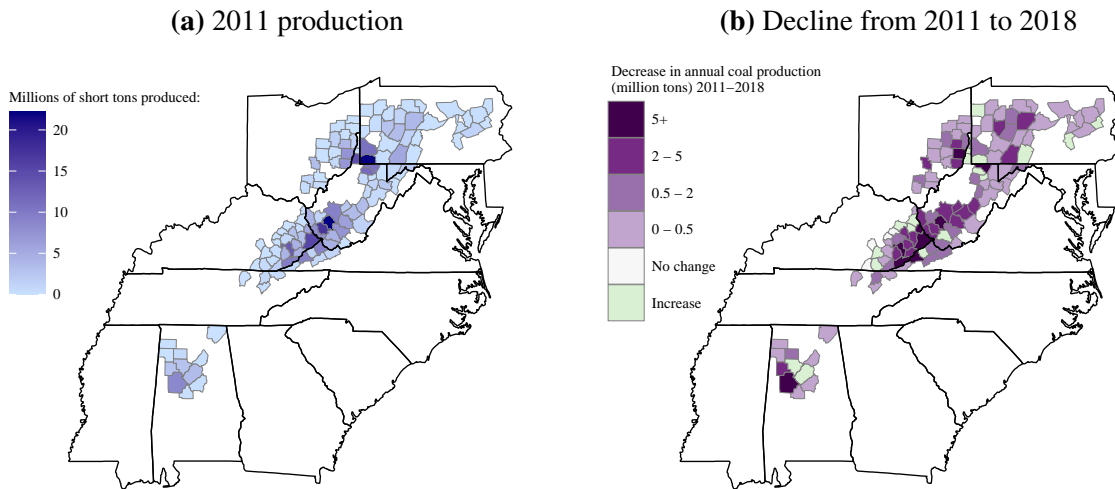 (a) 2011 production
Millions of short tons produced:
20
15
10
5
0
(b) Decline from 2011 to 2018
Decrease in annual coal production
(million tons) 2011−2018
5+
2 − 5
0.5 − 2
0 − 0.5
No change
Increase